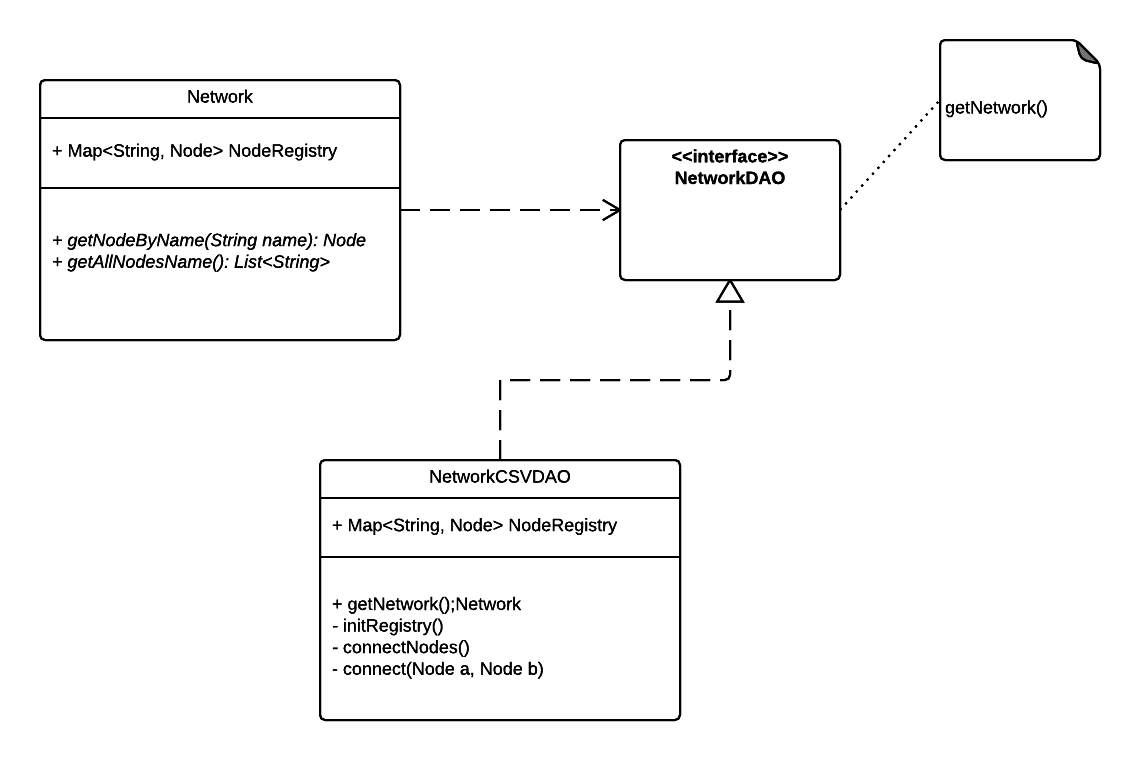 Network
+ Map<String, Node> NodeRegistry
+ getNodeByName(String name): Node
+ getAllNodesName(): List<String>
<<interface>>
NetworkDAO
getNetwork()
NetworkCSVDAO
+ Map<String, Node> NodeRegistry
+ getNetwork();Network
- initRegistry()
- connectNodes()
- connect(Node a, Node b)